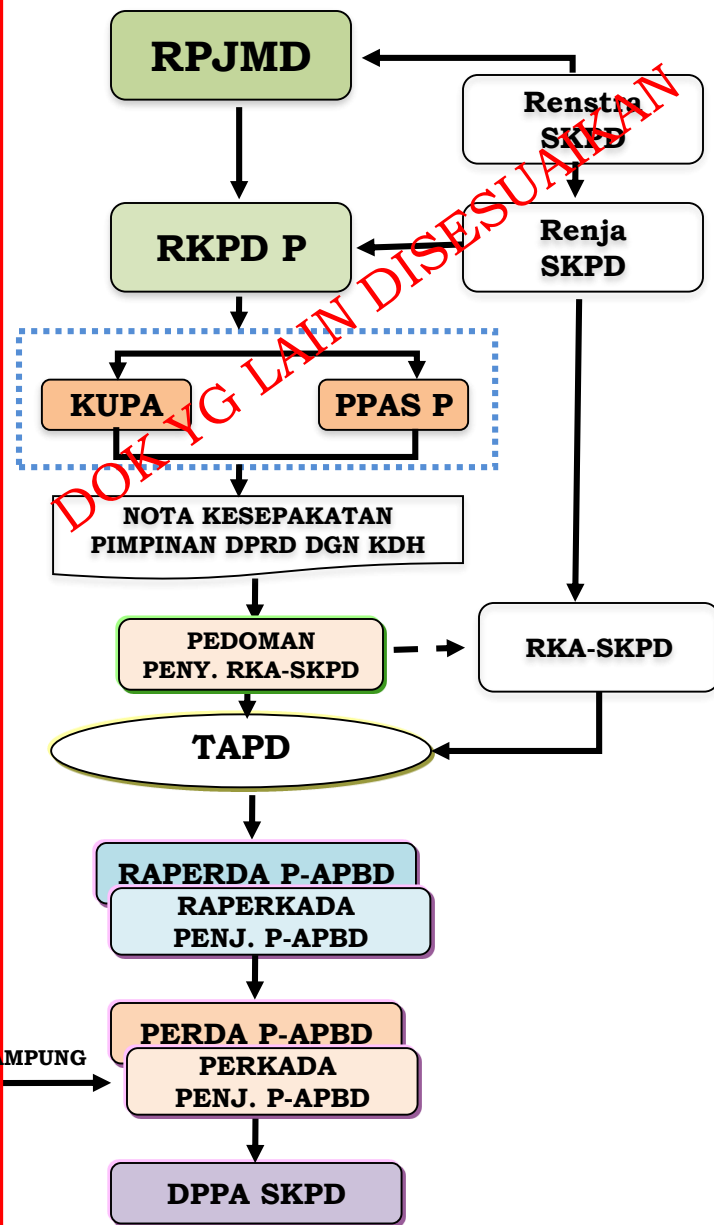 RPJMD
Renstra
SKPD
RKPD P
Renja
SKPD
DOK YG LAIN DISESUAIKAN
KUPA
PPAS P
NOTA KESEPAKATAN
PIMPINAN DPRD DGN KDH
PEDOMAN
PENY. RKA-SKPD
RKA-SKPD
TAPD
RAPERDA P-APBD
RAPERKADA
PENJ. P-APBD
PERDA P-APBD
AMPUNG
PERKADA
PENJ. P-APBD
DPPA SKPD